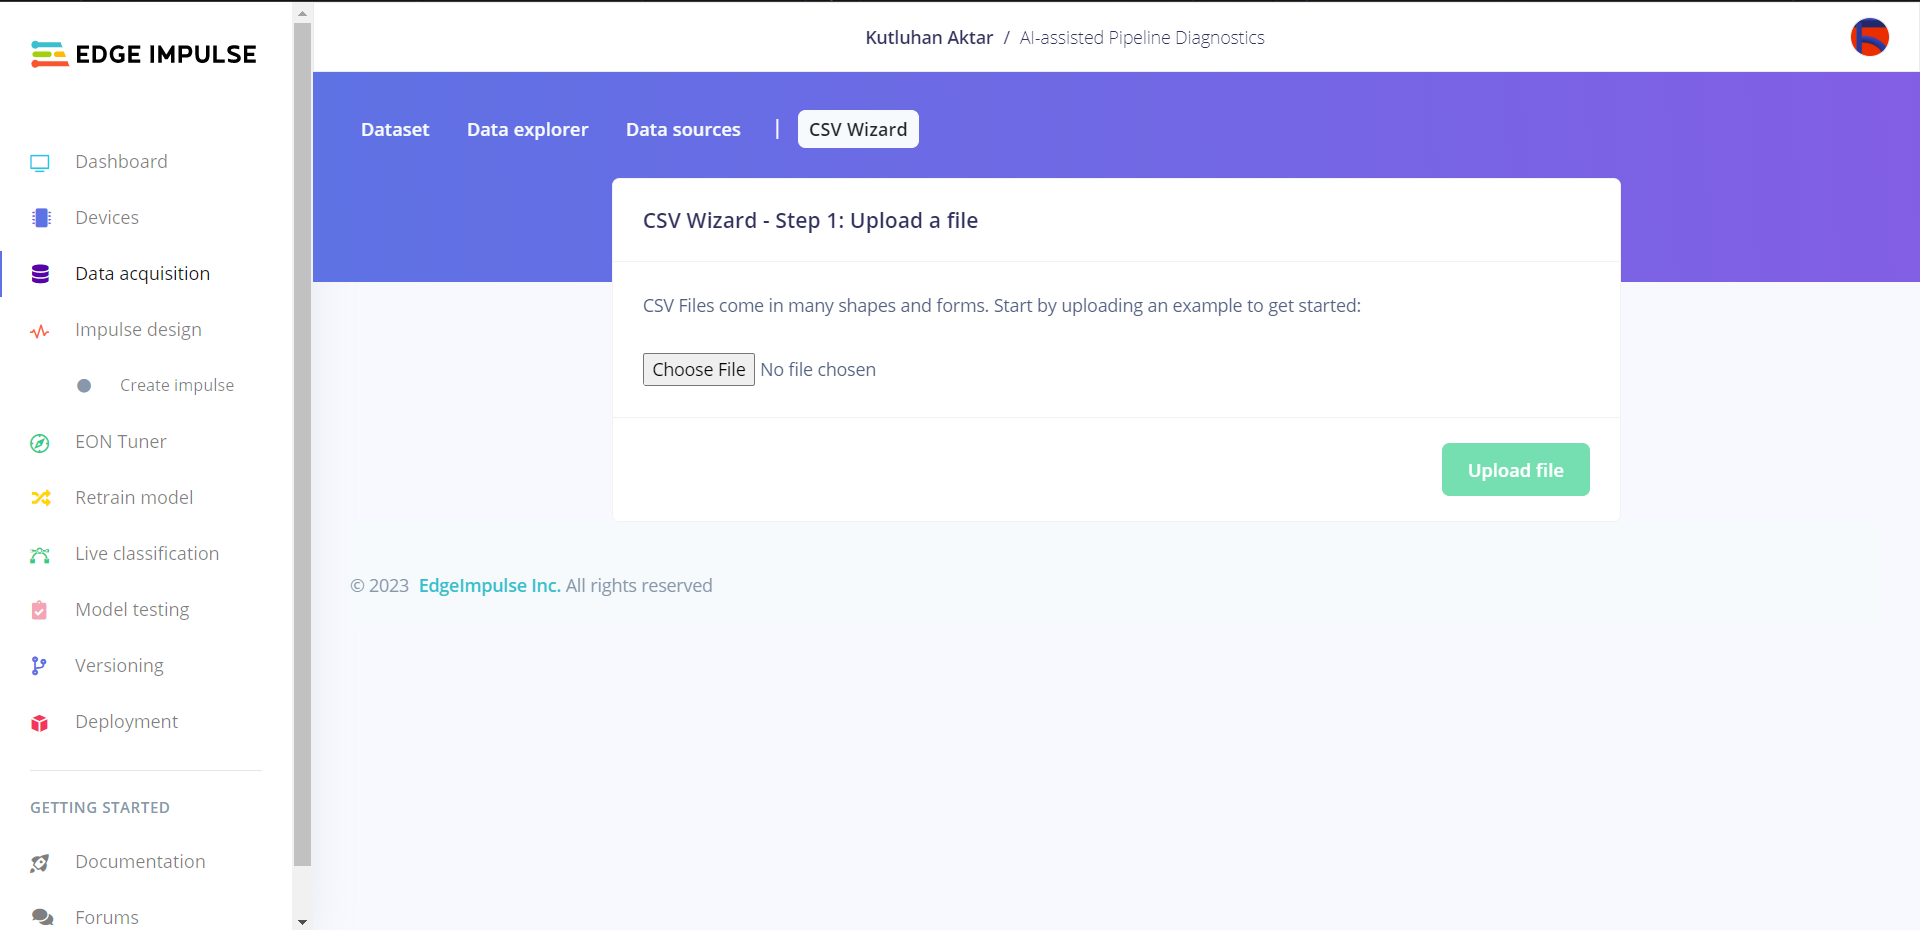 EDGE IMPULSE
Kutluhan Aktar / AI-assisted Pipeline Diagnostics
Dashboard
Devices
Data acquisition
Impulse design
Create impulse
EON Tuner
Retrain model
Live classification
Model testing
Versioning
Deployment
GETTING STARTED
Documentation
Forums
Dataset Data explorer Data sources | CSV Wizard
CSV Wizard - Step 1: Upload a file
CSV Files come in many shapes and forms. Start by uploading an example to get started:
Choose File No file chosen
Upload file
© 2023 EdgeImpulse Inc. All rights reserved